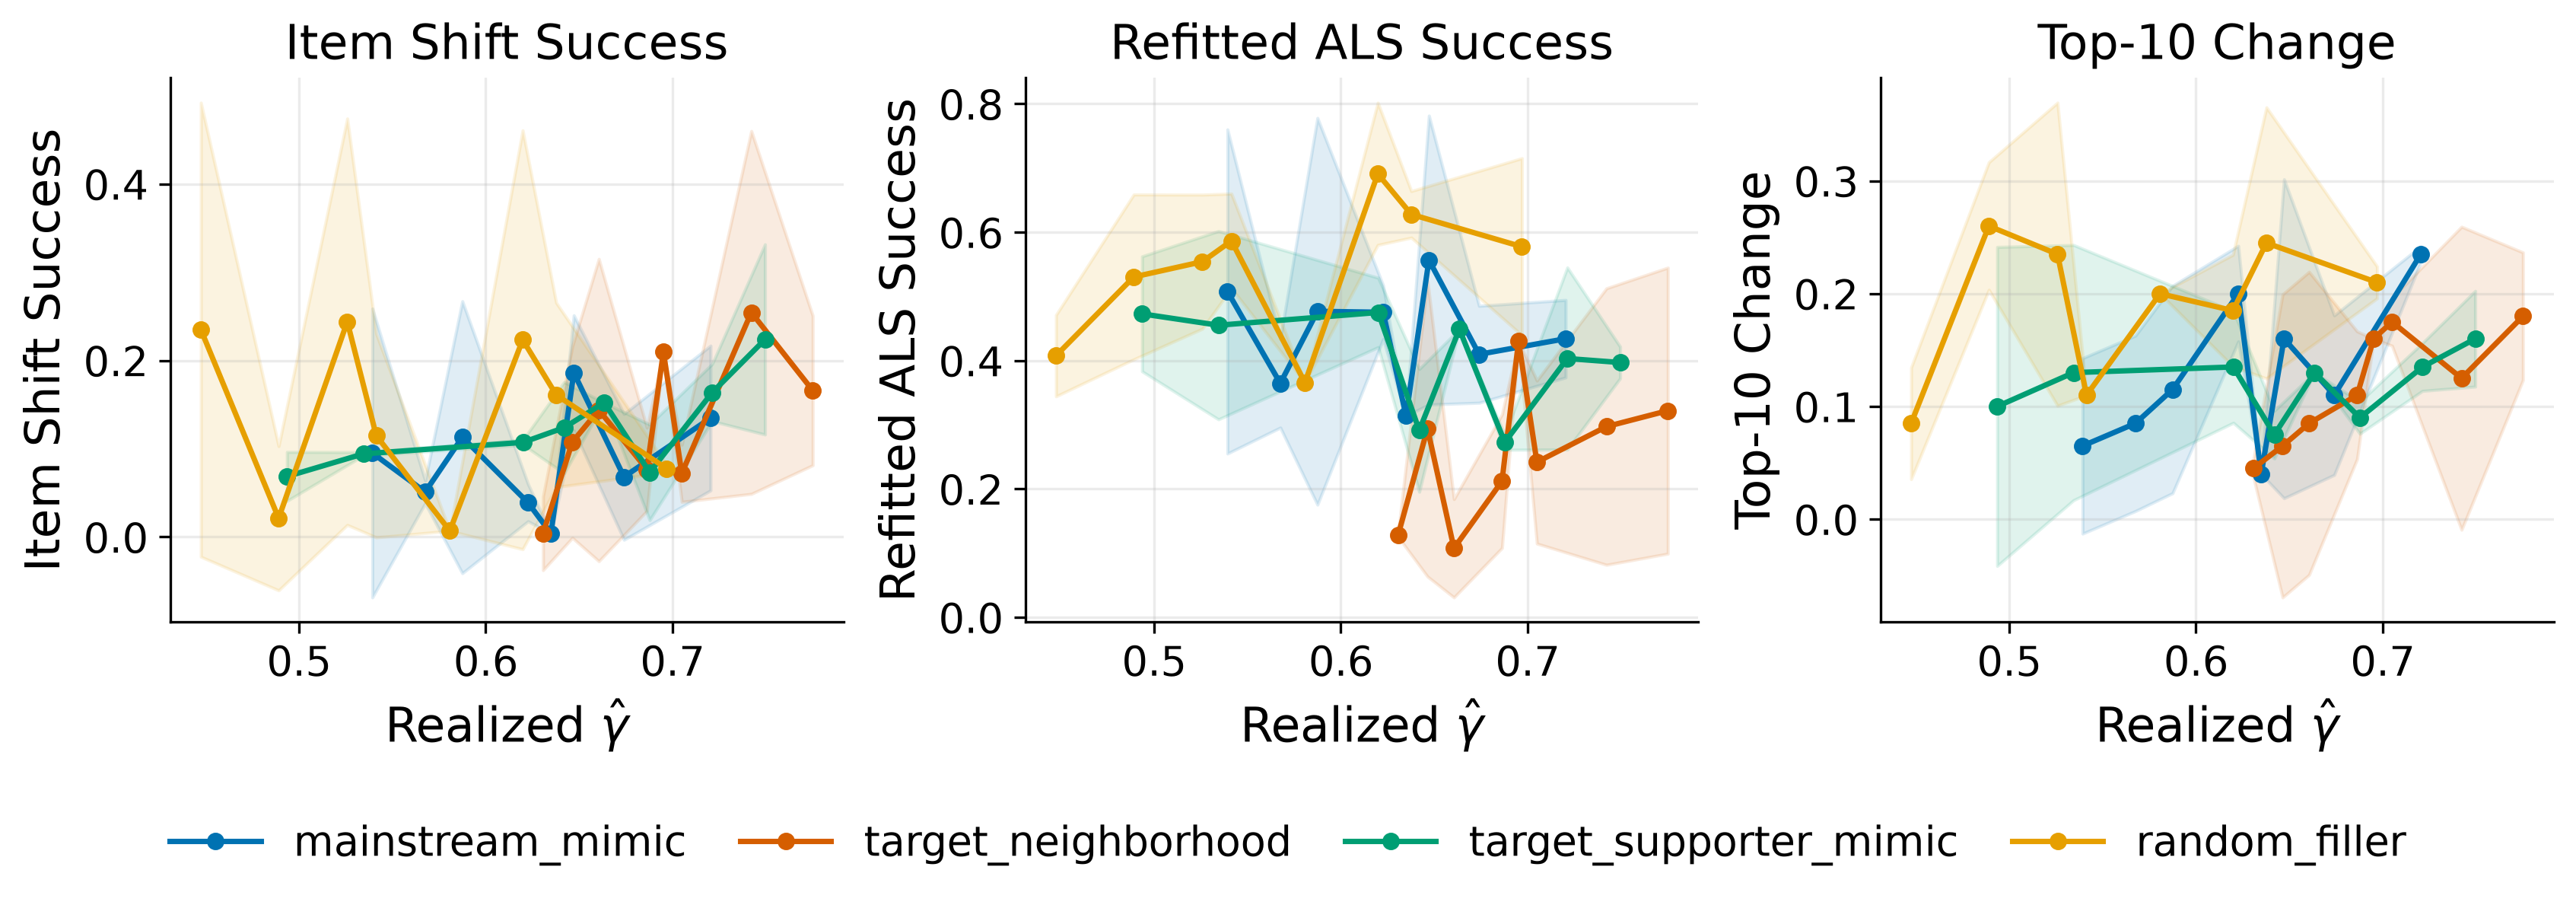 Item Shift Success
Refitted ALS Success
Top-10 Change
Item Shift Success
0.4
0.2
0.0
0.5 0.6 0.7
Realized γ̂
Refitted ALS Success
0.8
0.6
0.4
0.2
0.0
0.5 0.6 0.7
Realized γ̂
Top-10 Change
0.3
0.2
0.1
0.0
0.5 0.6 0.7
Realized γ̂
mainstream_mimic target_neighborhood target_supporter_mimic random_filler